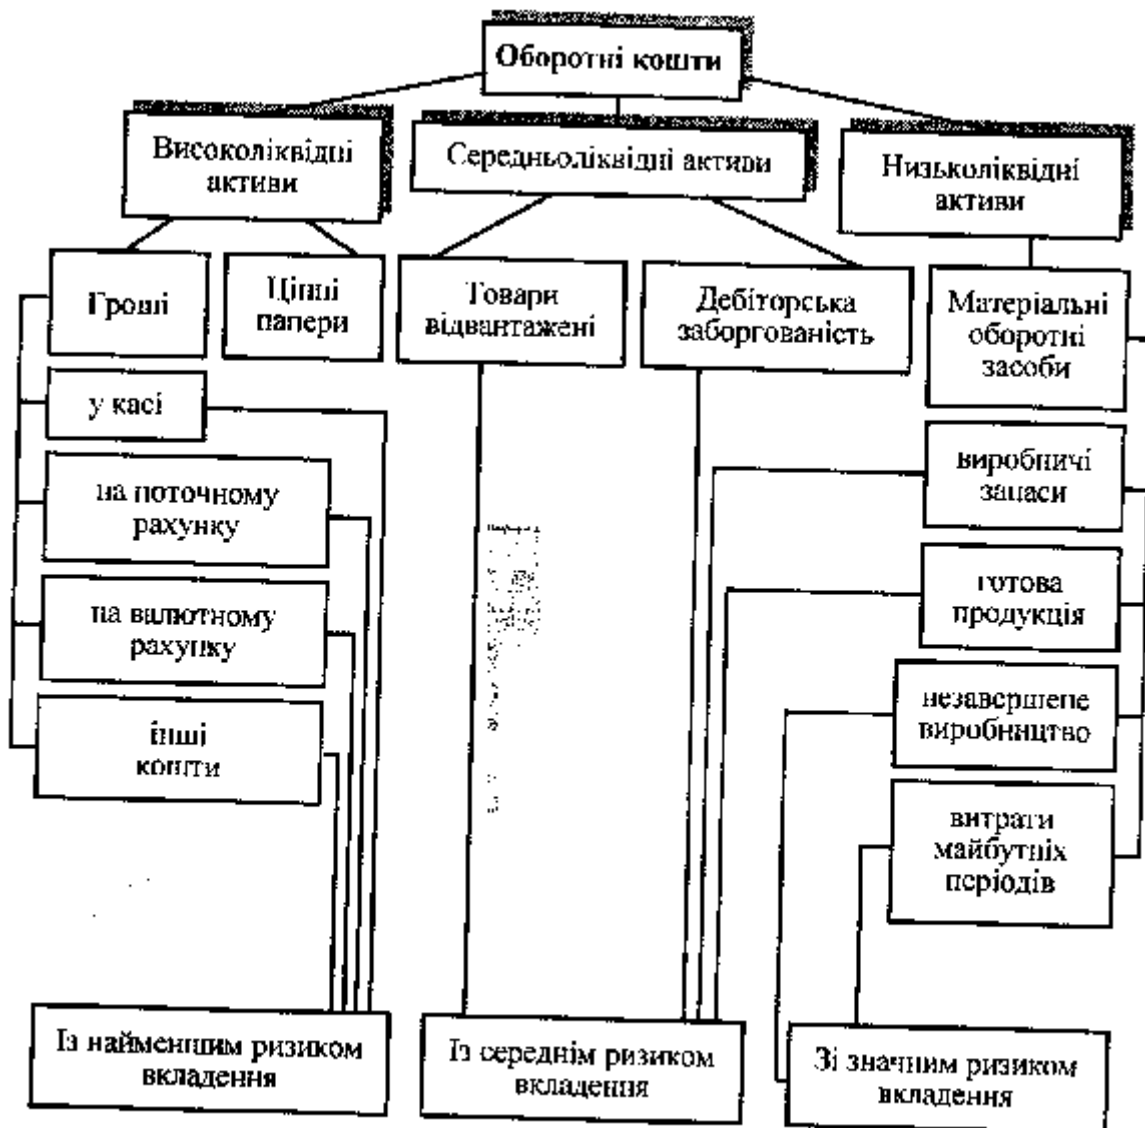 Оборотні кошти
Високоліквідні
активи
Середньоліквідні активи
Низьколіквідні
активи
Гроші
Цінні
папери
Товари
відвантажені
Дебіторська
заборгованість
Матеріальні
оборотні
засоби
у касі
на поточному
рахунку
на валютному
рахунку
інші
кошти
виробничі
запаси
готова
продукція
незавершене
виробництво
витрати
майбутніх
періодів
Із найменшим ризиком
вкладення
Із середнім ризиком
вкладення
Зі значним ризиком
вкладення